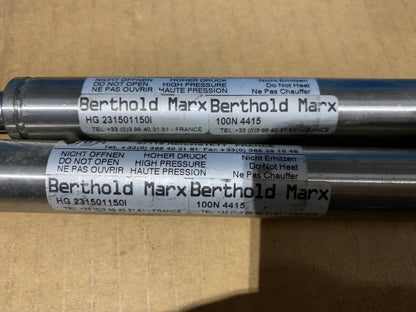 NICHT ÖFFNEN HOHER DRUCK Nicht Erhitzen
DO NOT OPEN HIGH PRESSURE Do Not Heat
NE PAS OUVRIR HAUTE PRESSION Ne Pas Chauffer
Berthold Marx Berthold Marx
HG 231501150I 100N 4415
NICHT ÖFFNEN HOHER DRUCK Nicht Erhitzen
DO NOT OPEN HIGH PRESSURE Do Not Heat
NE PAS OUVRIR HAUTE PRESSION Ne Pas Chauffer
Berthold Marx Berthold Marx
HG 231501150I 100N 4415